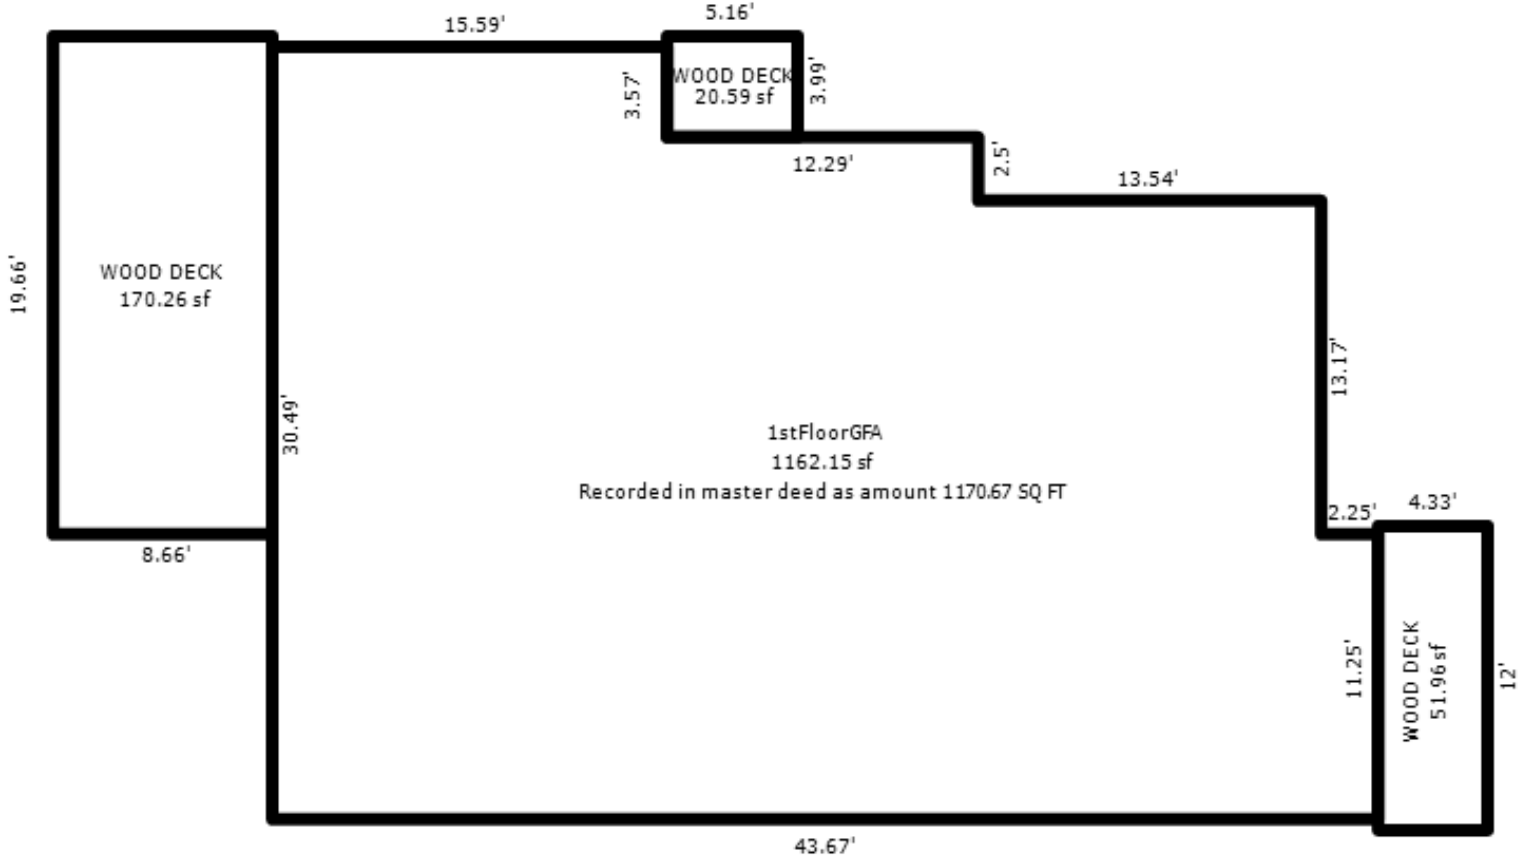 5.16'
15.59'
WOOD DECK
20.59 sf
3.57'
3.99'
12.29'
2.5'
13.54'
19.66'
WOOD DECK
170.26 sf
8.66'
30.49'
13.17'
1stFloorGFA
1162.15 sf
Recorded in master deed as amount 1170.67 SQ FT
2.25'
4.33'
11.25'
WOOD DECK
51.96 sf
12'
43.67'